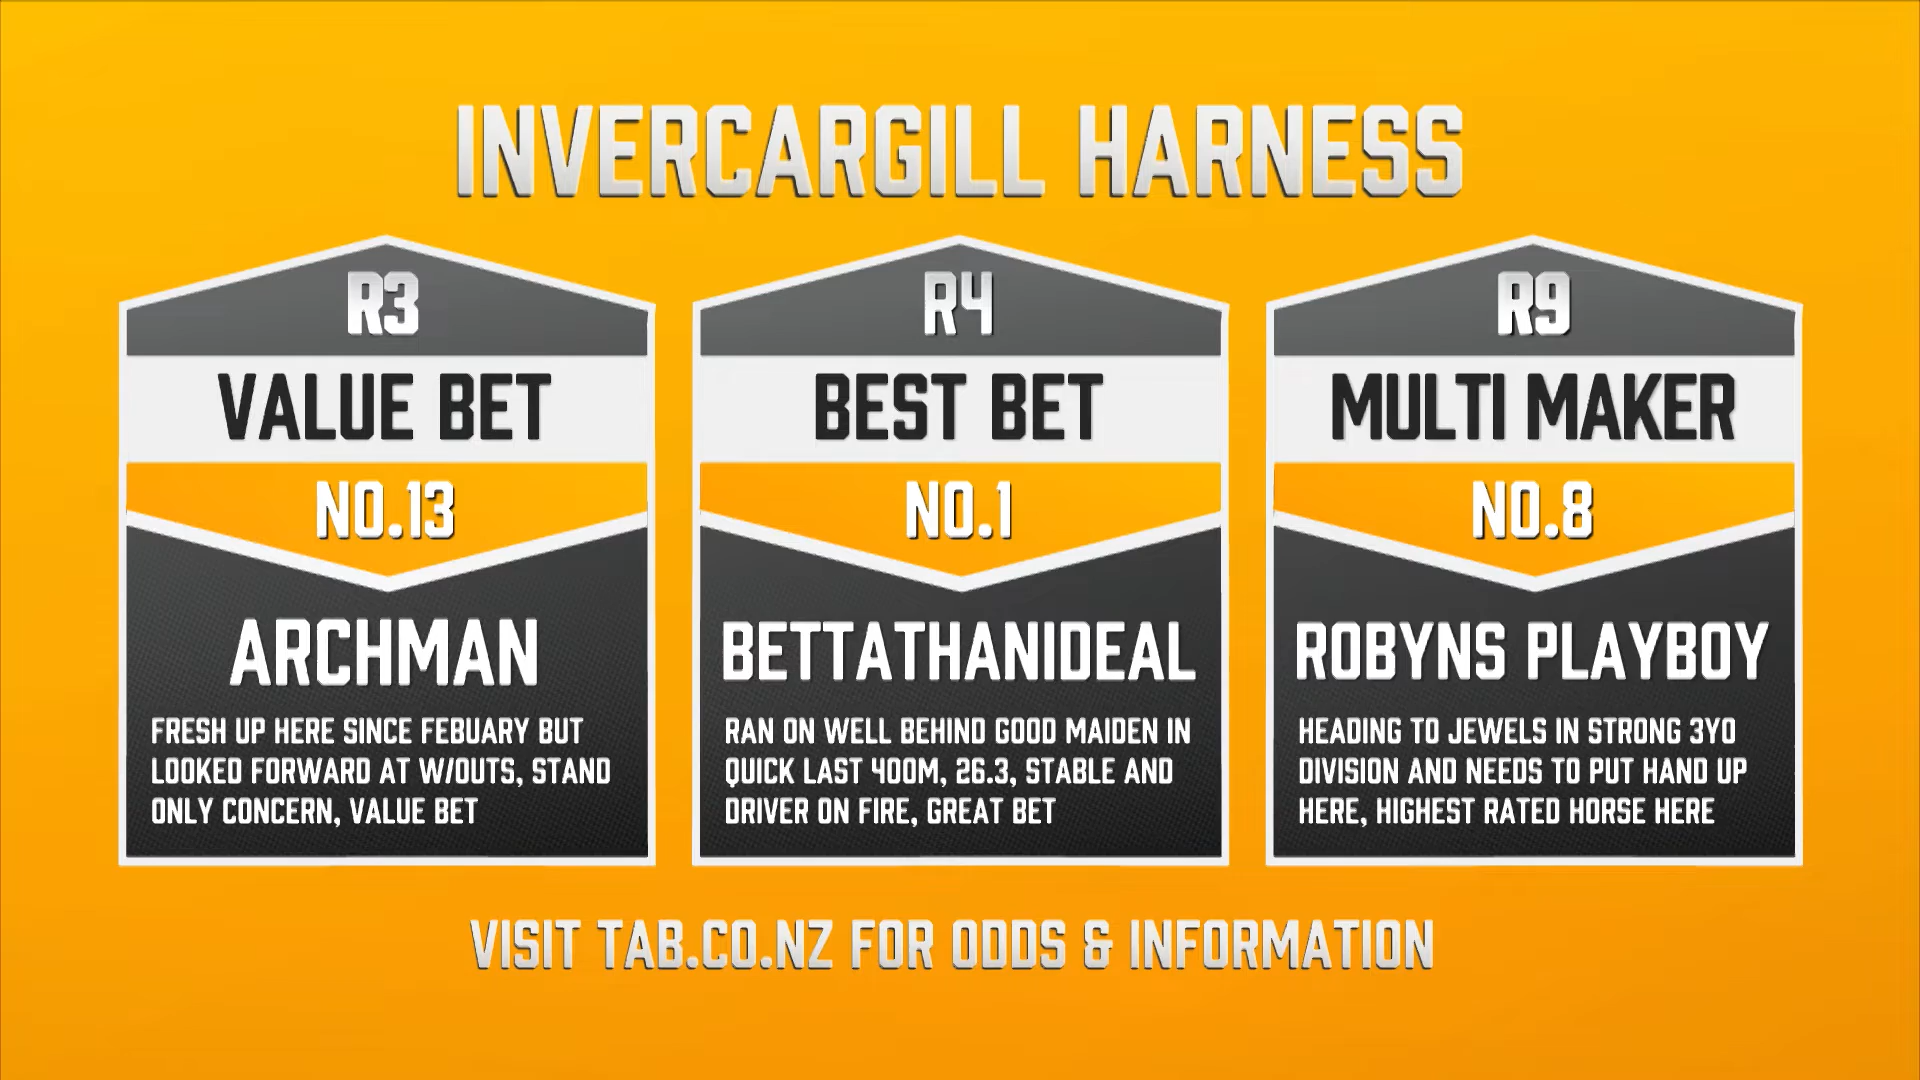 INVERCARGILL HARNESS
R3
VALUE BET
NO.13
ARCHMAN
FRESH UP HERE SINCE FEBUARY BUT
LOOKED FORWARD AT W/OUTS, STAND
ONLY CONCERN, VALUE BET
R4
BEST BET
NO.1
BETTATHANIDEAL
RAN ON WELL BEHIND GOOD MAIDEN IN
QUICK LAST 400M, 26.3, STABLE AND
DRIVER ON FIRE, GREAT BET
R9
MULTI MAKER
NO.8
ROBYNS PLAYBOY
HEADING TO JEWELS IN STRONG 3YO
DIVISION AND NEEDS TO PUT HAND UP
HERE, HIGHEST RATED HORSE HERE
VISIT TAB.CO.NZ FOR ODDS & INFORMATION